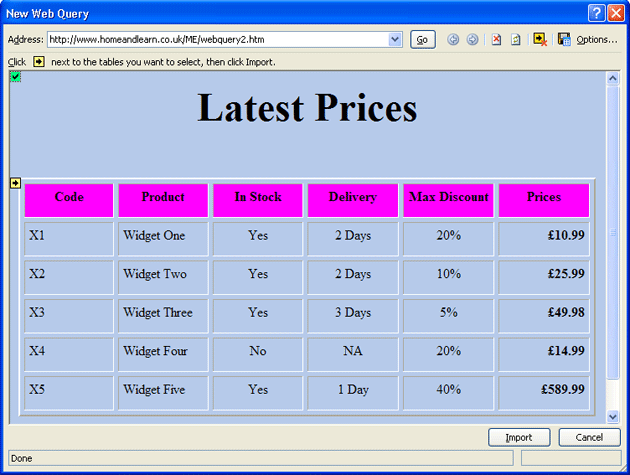 New Web Query
Address: http://www.homeandlearn.co.uk/ME/webquery2.htm Go Options...
Click next to the tables you want to select, then click Import.
Latest Prices
Code Product In Stock Delivery Max Discount Prices
X1 Widget One Yes 2 Days 20% £10.99
X2 Widget Two Yes 2 Days 10% £25.99
X3 Widget Three Yes 3 Days 5% £49.98
X4 Widget Four No NA 20% £14.99
X5 Widget Five Yes 1 Day 40% £589.99
Import Cancel
Done